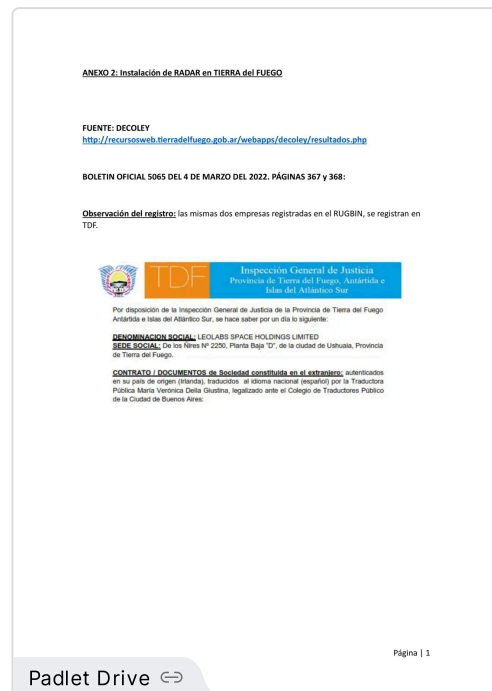 ANEXO 2: Instalación de RADAR en TIERRA del FUEGO
FUENTE: DECOLEY
http://recursosweb.tierradelfuego.gob.ar/webapps/decoley/resultados.php
BOLETIN OFICIAL 5065 DEL 4 DE MARZO DEL 2022. PÁGINAS 367 y 368:
Observación del registro: las mismas dos empresas registradas en el RUGBIN, se registran en
TDF.
TDF
Inspección General de Justicia
Provincia de Tierra del Fuego, Antártida e
Islas del Atlántico Sur
Por disposición de la Inspección General de Justicia de la Provincia de Tierra del Fuego
Antártida e Islas del Atlántico Sur, se hace saber por un día lo siguiente:
DENOMINACION SOCIAL: LEOLABS SPACE HOLDINGS LIMITED
SEDE SOCIAL: De los Ñires Nº 2250, Planta Baja "D", de la ciudad de Ushuaia, Provincia
de Tierra del Fuego.
CONTRATO / DOCUMENTOS de Sociedad constituida en el extranjero: autenticados
en su país de origen (Irlanda), traducidos al idioma nacional (español) por la Traductora
Pública María Verónica Della Giustina, legalizado ante el Colegio de Traductores Público
de la Ciudad de Buenos Aires:
Página | 1
Padlet Drive